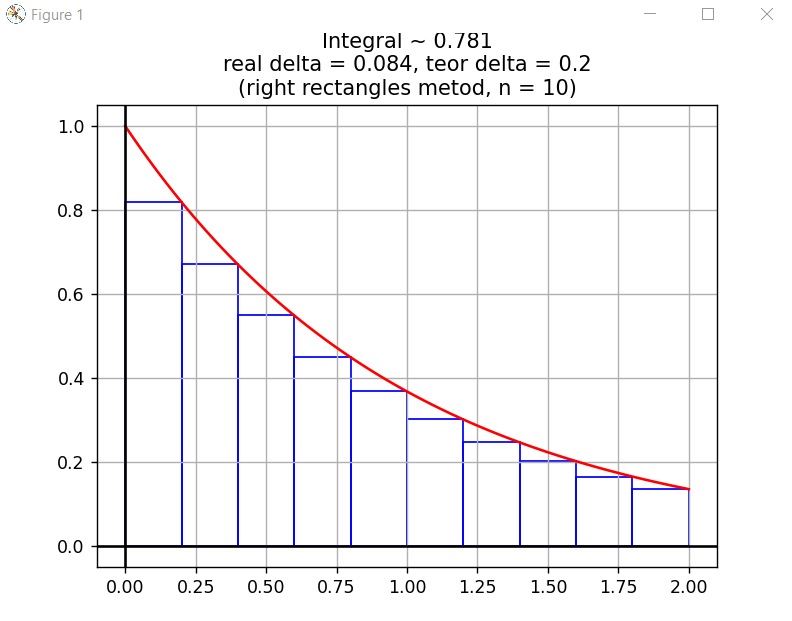 Figure 1
Integral ~ 0.781
real delta = 0.084, teor delta = 0.2
(right rectangles metod, n = 10)
1.0
0.8
0.6
0.4
0.2
0.0
0.00 0.25 0.50 0.75 1.00 1.25 1.50 1.75 2.00